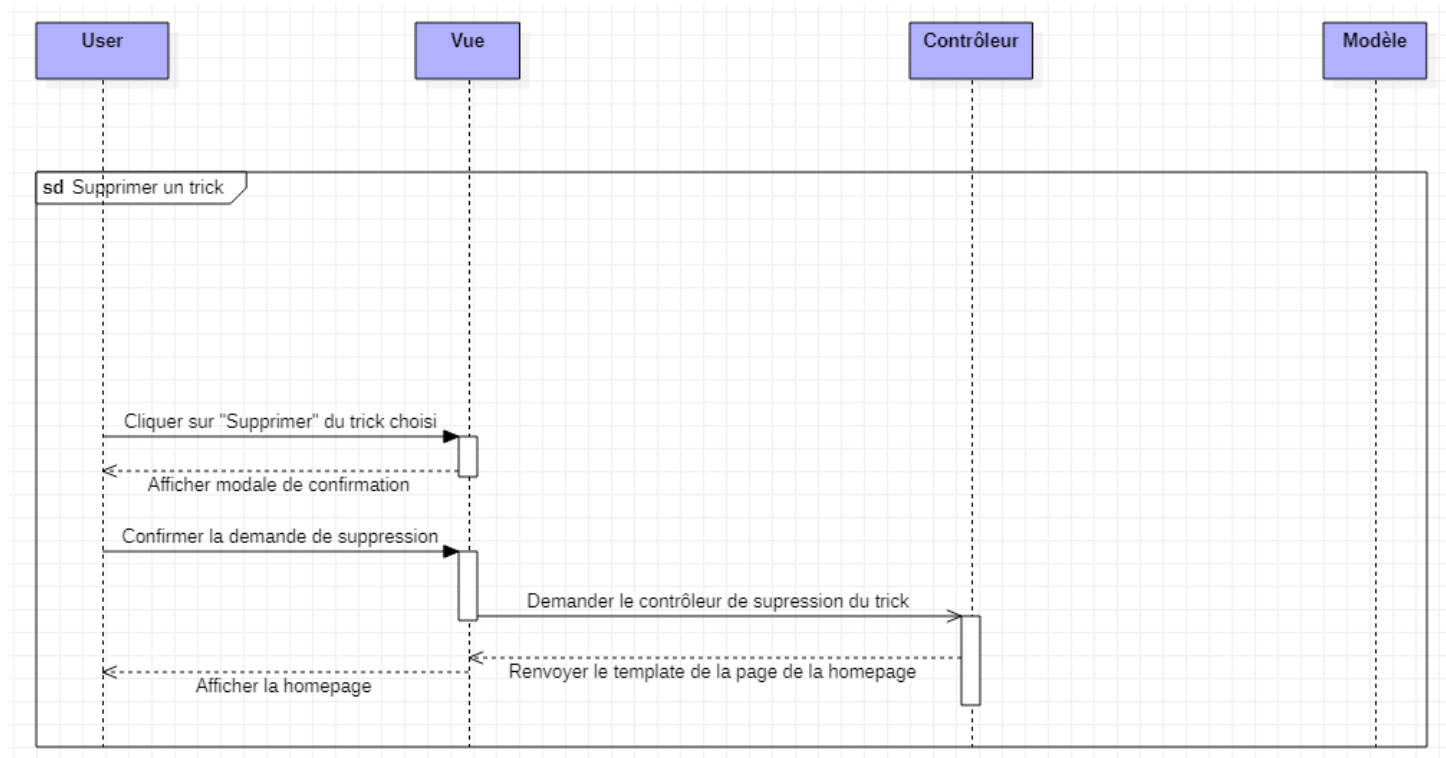 User
Vue
Contrôleur
Modèle
sd Supprimer un trick
Cliquer sur "Supprimer" du trick choisi
Afficher modale de confirmation
Confirmer la demande de suppression
Demander le contrôleur de supression du trick
Renvoyer le template de la page de la homepage
Afficher la homepage